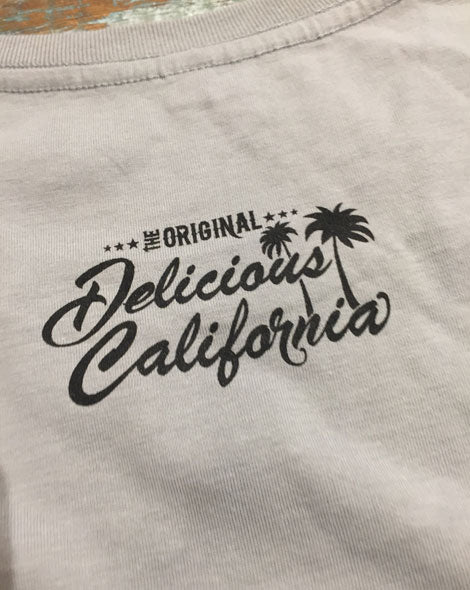 THE ORIGINAL
Delicious
California